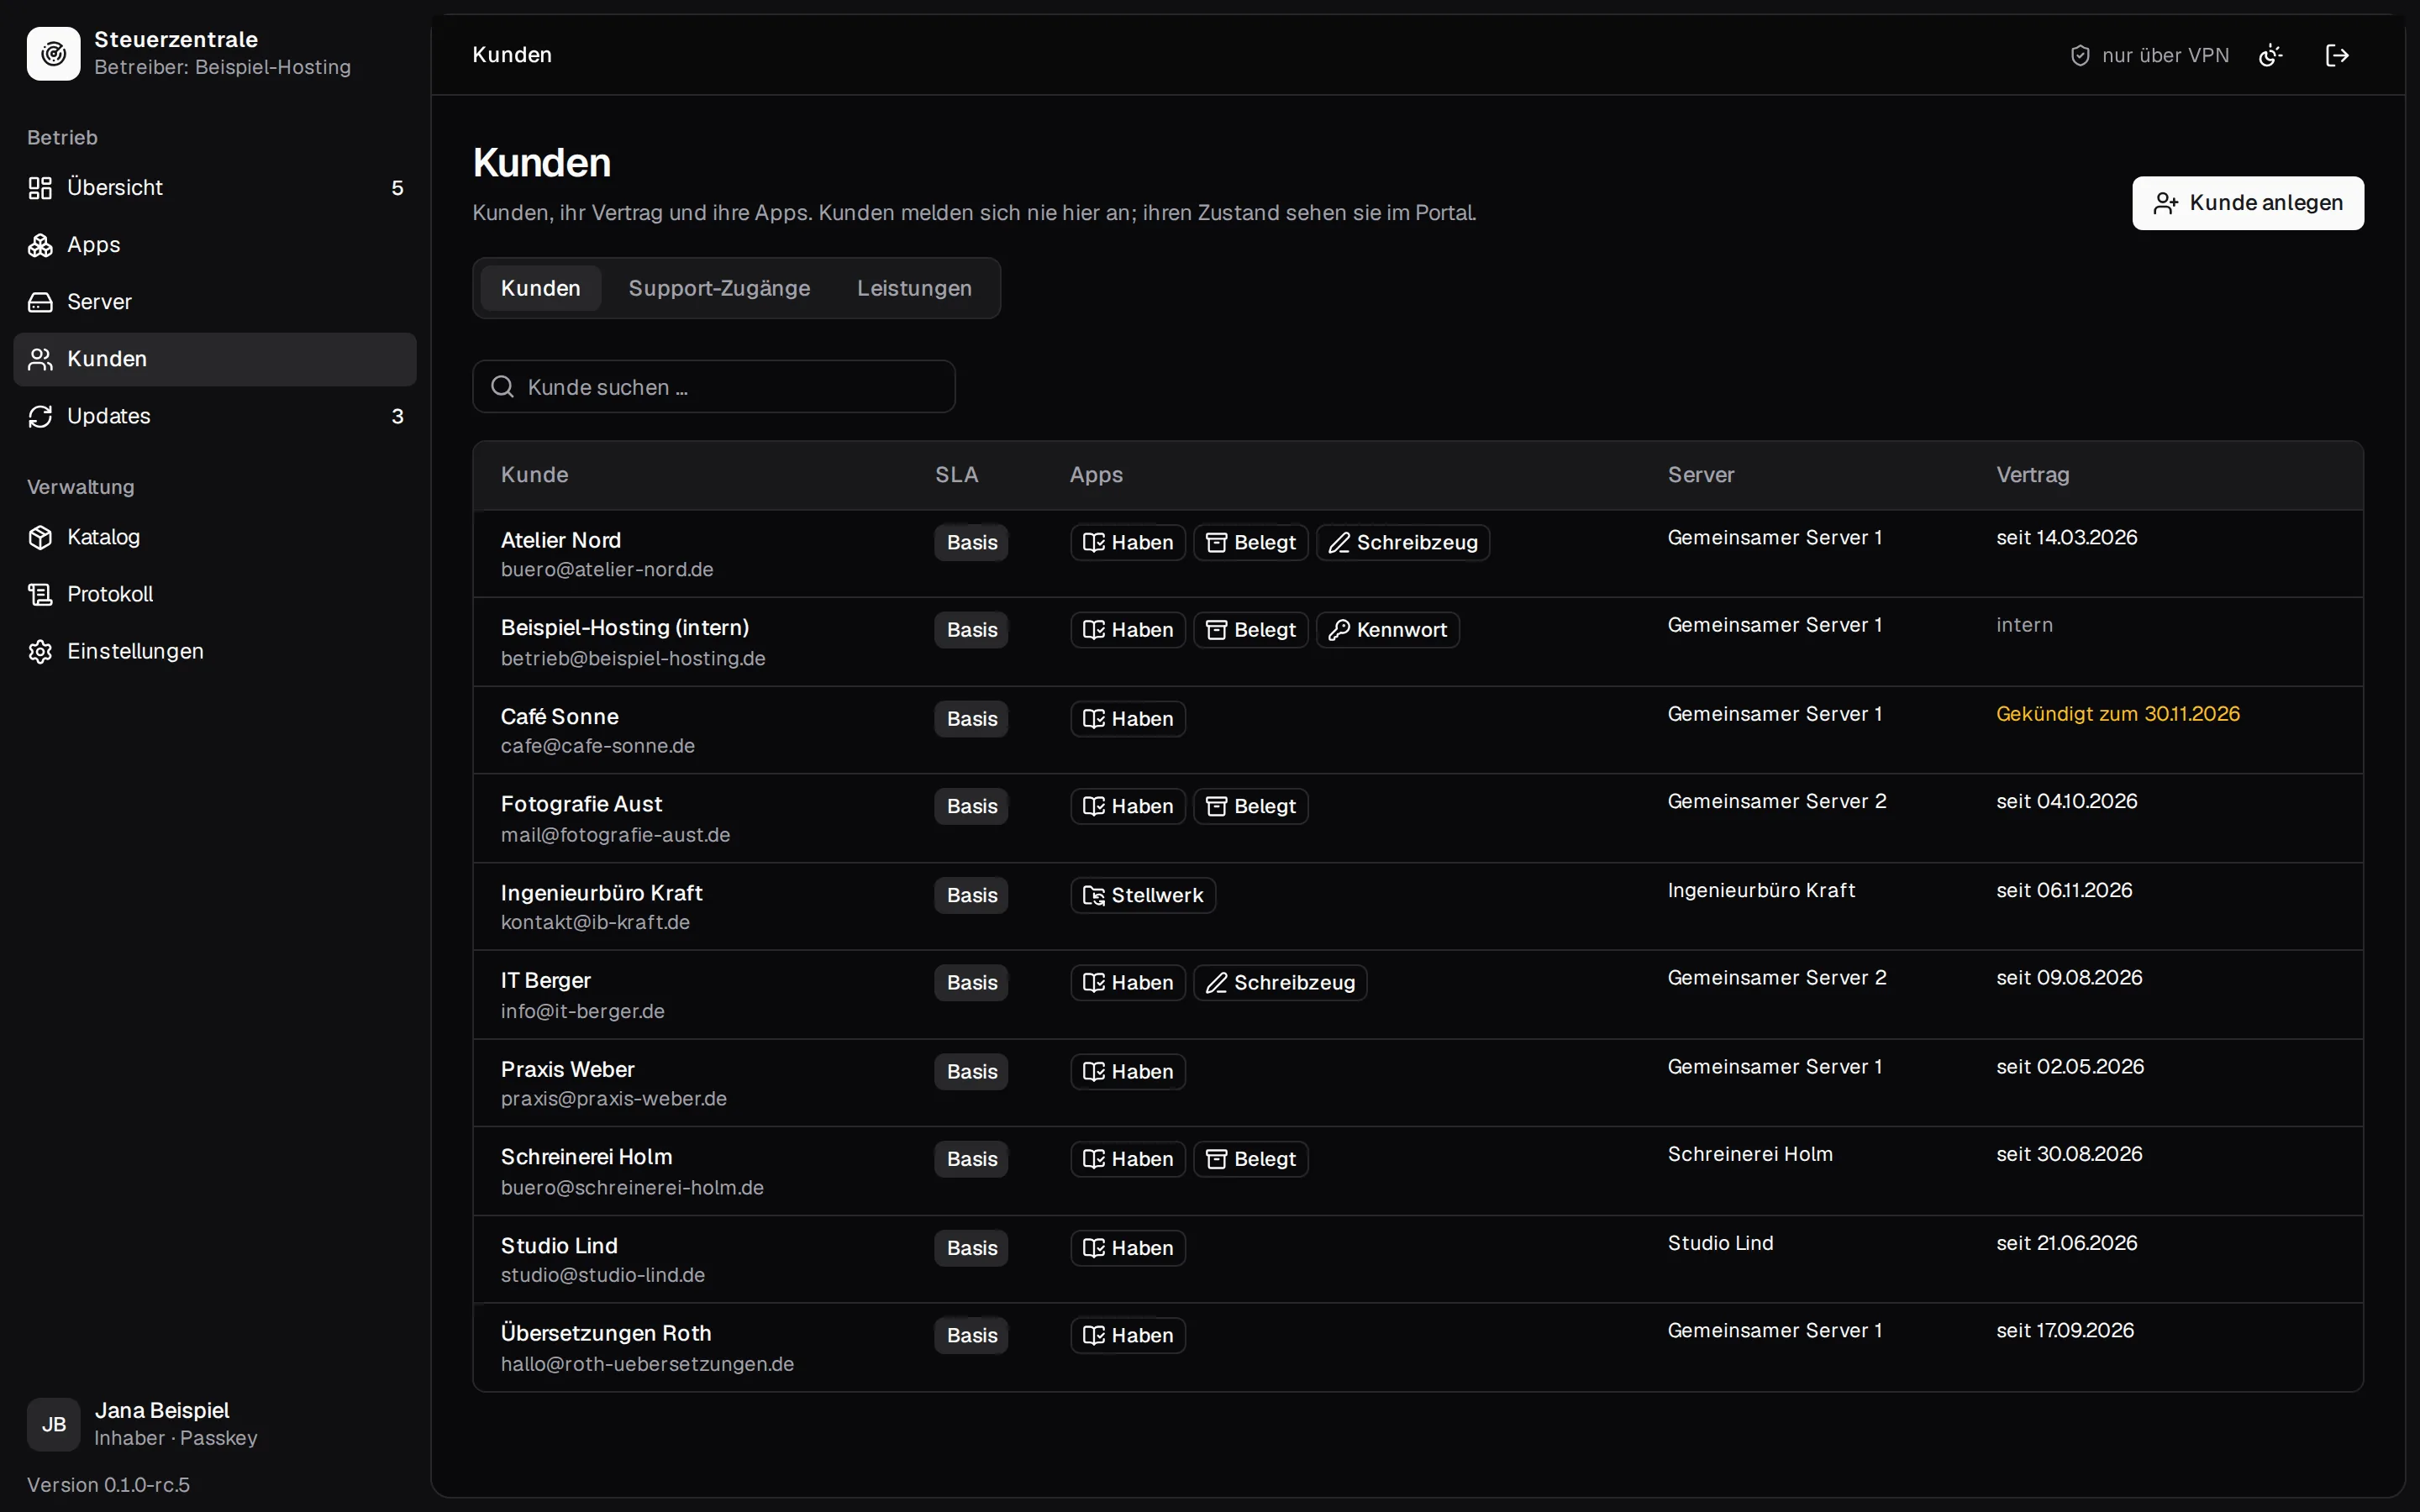 Steuerzentrale
Betreiber: Beispiel-Hosting
Betrieb
Übersicht 5
Apps
Server
Kunden
Updates 3
Verwaltung
Katalog
Protokoll
Einstellungen
JB
Jana Beispiel
Inhaber · Passkey
Version 0.1.0-rc.5
Kunden
nur über VPN
Kunden
Kunden, ihr Vertrag und ihre Apps. Kunden melden sich nie hier an; ihren Zustand sehen sie im Portal.
Kunde anlegen
Kunden Support-Zugänge Leistungen
Kunde suchen …
Kunde SLA Apps Server Vertrag
Atelier Nord Basis Haben Belegt Schreibzeug Gemeinsamer Server 1 seit 14.03.2026
buero@atelier-nord.de
Beispiel-Hosting (intern) Basis Haben Belegt Kennwort Gemeinsamer Server 1 intern
betrieb@beispiel-hosting.de
Café Sonne Basis Haben Gemeinsamer Server 1 Gekündigt zum 30.11.2026
cafe@cafe-sonne.de
Fotografie Aust Basis Haben Belegt Gemeinsamer Server 2 seit 04.10.2026
mail@fotografie-aust.de
Ingenieurbüro Kraft Basis Stellwerk Ingenieurbüro Kraft seit 06.11.2026
kontakt@ib-kraft.de
IT Berger Basis Haben Schreibzeug Gemeinsamer Server 2 seit 09.08.2026
info@it-berger.de
Praxis Weber Basis Haben Gemeinsamer Server 1 seit 02.05.2026
praxis@praxis-weber.de
Schreinerei Holm Basis Haben Belegt Schreinerei Holm seit 30.08.2026
buero@schreinerei-holm.de
Studio Lind Basis Haben Studio Lind seit 21.06.2026
studio@studio-lind.de
Übersetzungen Roth Basis Haben Gemeinsamer Server 1 seit 17.09.2026
hallo@roth-uebersetzungen.de